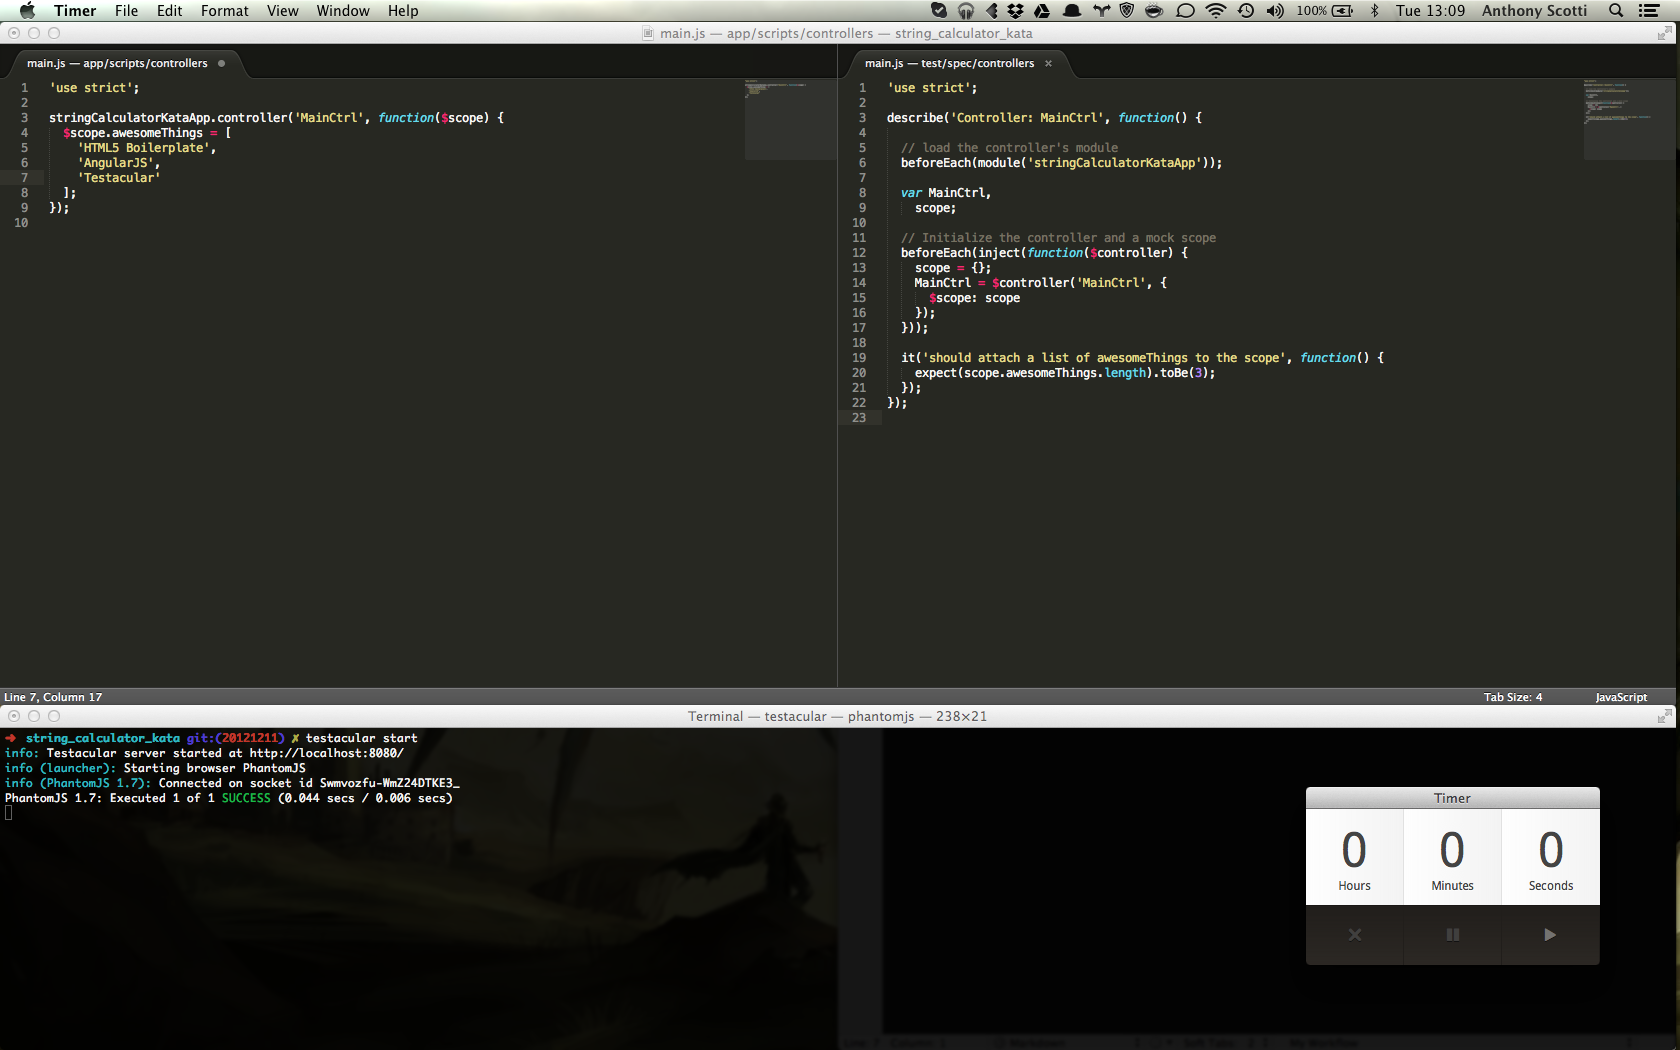 Timer File Edit Format View Window Help 100% Tue 13:09 Anthony Scotti
main.js — app/scripts/controllers — string_calculator_kata
main.js — app/scripts/controllers
1 'use strict';
2
3 stringCalculatorKataApp.controller('MainCtrl', function($scope) {
4 $scope.awesomeThings = [
5 'HTML5 Boilerplate',
6 'AngularJS',
7 'Testacular'
8 ];
9 });
10
main.js — test/spec/controllers ×
1 'use strict';
2
3 describe('Controller: MainCtrl', function() {
4
5 // load the controller's module
6 beforeEach(module('stringCalculatorKataApp'));
7
8 var MainCtrl,
9 scope;
10
11 // Initialize the controller and a mock scope
12 beforeEach(inject(function($controller) {
13 scope = {};
14 MainCtrl = $controller('MainCtrl', {
15 $scope: scope
16 });
17 }));
18
19 it('should attach a list of awesomeThings to the scope', function() {
20 expect(scope.awesomeThings.length).toBe(3);
21 });
22 });
23
Line 7, Column 17 Tab Size: 4 JavaScript
Terminal — testacular — phantomjs — 238×21
➜ string_calculator_kata git:(20121211) ✗ testacular start
info: Testacular server started at http://localhost:8080/
info (launcher): Starting browser PhantomJS
info (PhantomJS 1.7): Connected on socket id Swmvozfu-WmZ24DTKE3_
PhantomJS 1.7: Executed 1 of 1 SUCCESS (0.044 secs / 0.006 secs)
Timer
0 0 0
Hours Minutes Seconds